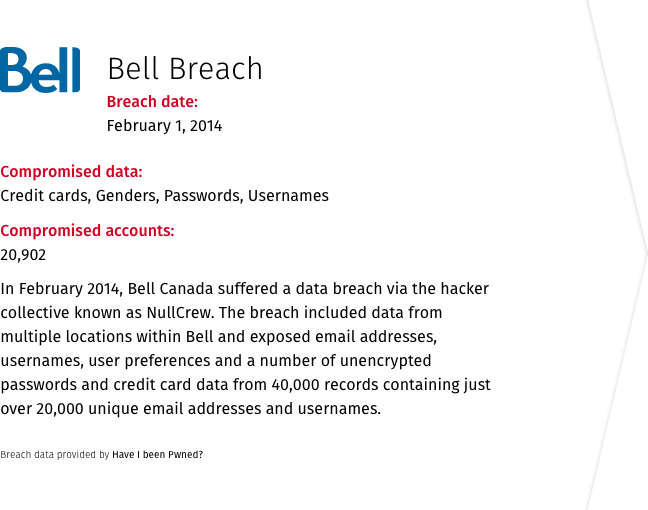 Bell
Bell Breach
Breach date:
February 1, 2014
Compromised data:
Credit cards, Genders, Passwords, Usernames
Compromised accounts:
20,902
In February 2014, Bell Canada suffered a data breach via the hacker
collective known as NullCrew. The breach included data from
multiple locations within Bell and exposed email addresses,
usernames, user preferences and a number of unencrypted
passwords and credit card data from 40,000 records containing just
over 20,000 unique email addresses and usernames.
Breach data provided by Have I been Pwned?